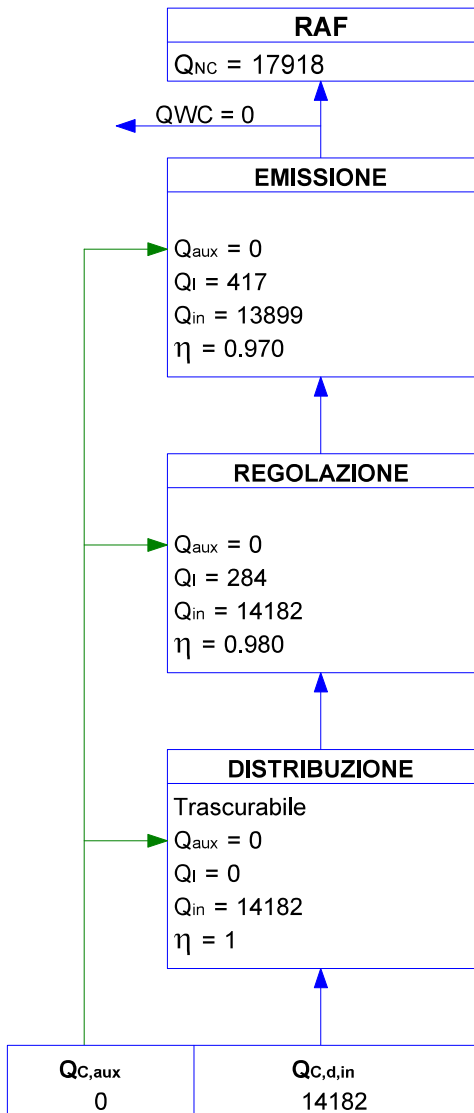 RAF
QNC = 17918
QWC = 0
EMISSIONE
Qaux = 0
Ql = 417
Qin = 13899
η = 0.970
REGOLAZIONE
Qaux = 0
Ql = 284
Qin = 14182
η = 0.980
DISTRIBUZIONE
Trascurabile
Qaux = 0
Ql = 0
Qin = 14182
η = 1
QC,aux QC,d,in
0 14182